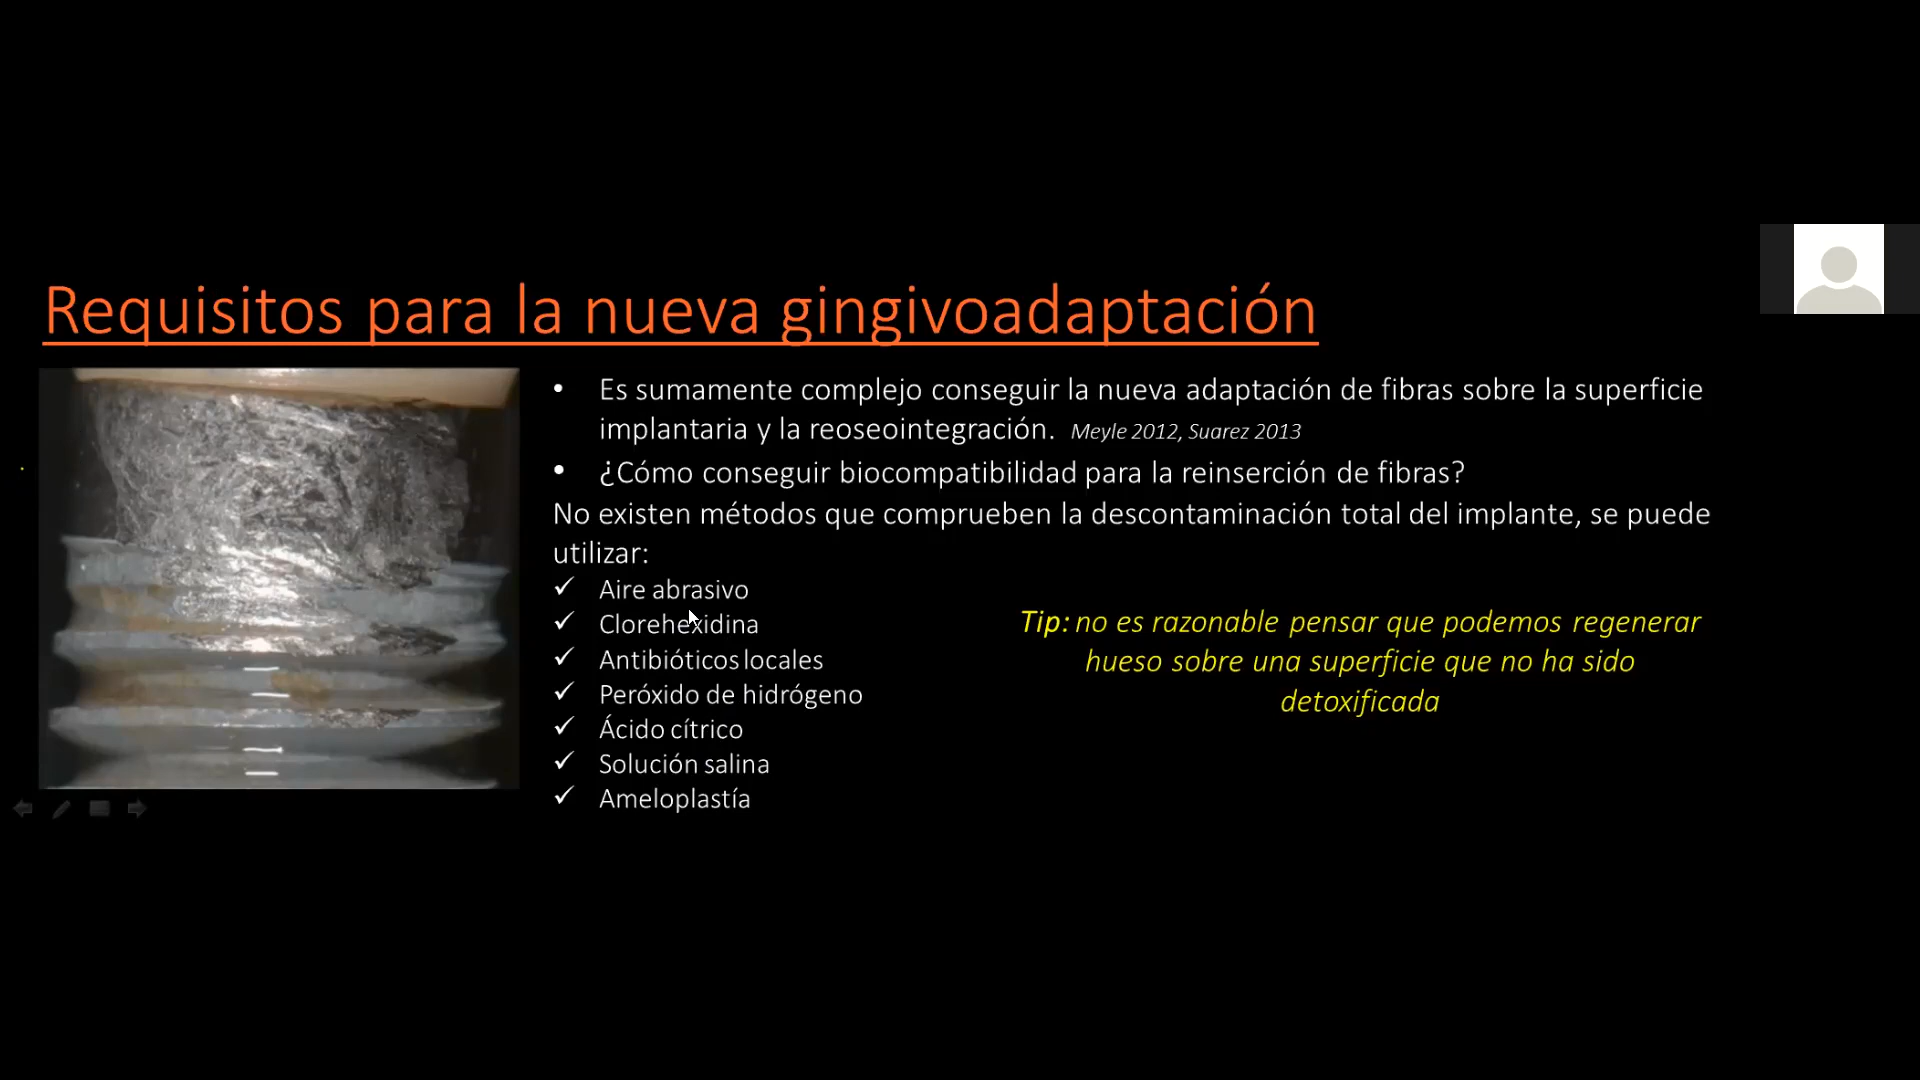 Requisitos para la nueva gingivoadaptación
• Es sumamente complejo conseguir la nueva adaptación de fibras sobre la superficie
implantaria y la reoseointegración. Meyle 2012, Suarez 2013
• ¿Cómo conseguir biocompatibilidad para la reinserción de fibras?
No existen métodos que comprueben la descontaminación total del implante, se puede
utilizar:
✓ Aire abrasivo
✓ Clorehexidina
✓ Antibióticos locales
✓ Peróxido de hidrógeno
✓ Ácido cítrico
✓ Solución salina
✓ Ameloplastía
Tip: no es razonable pensar que podemos regenerar
hueso sobre una superficie que no ha sido
detoxificada